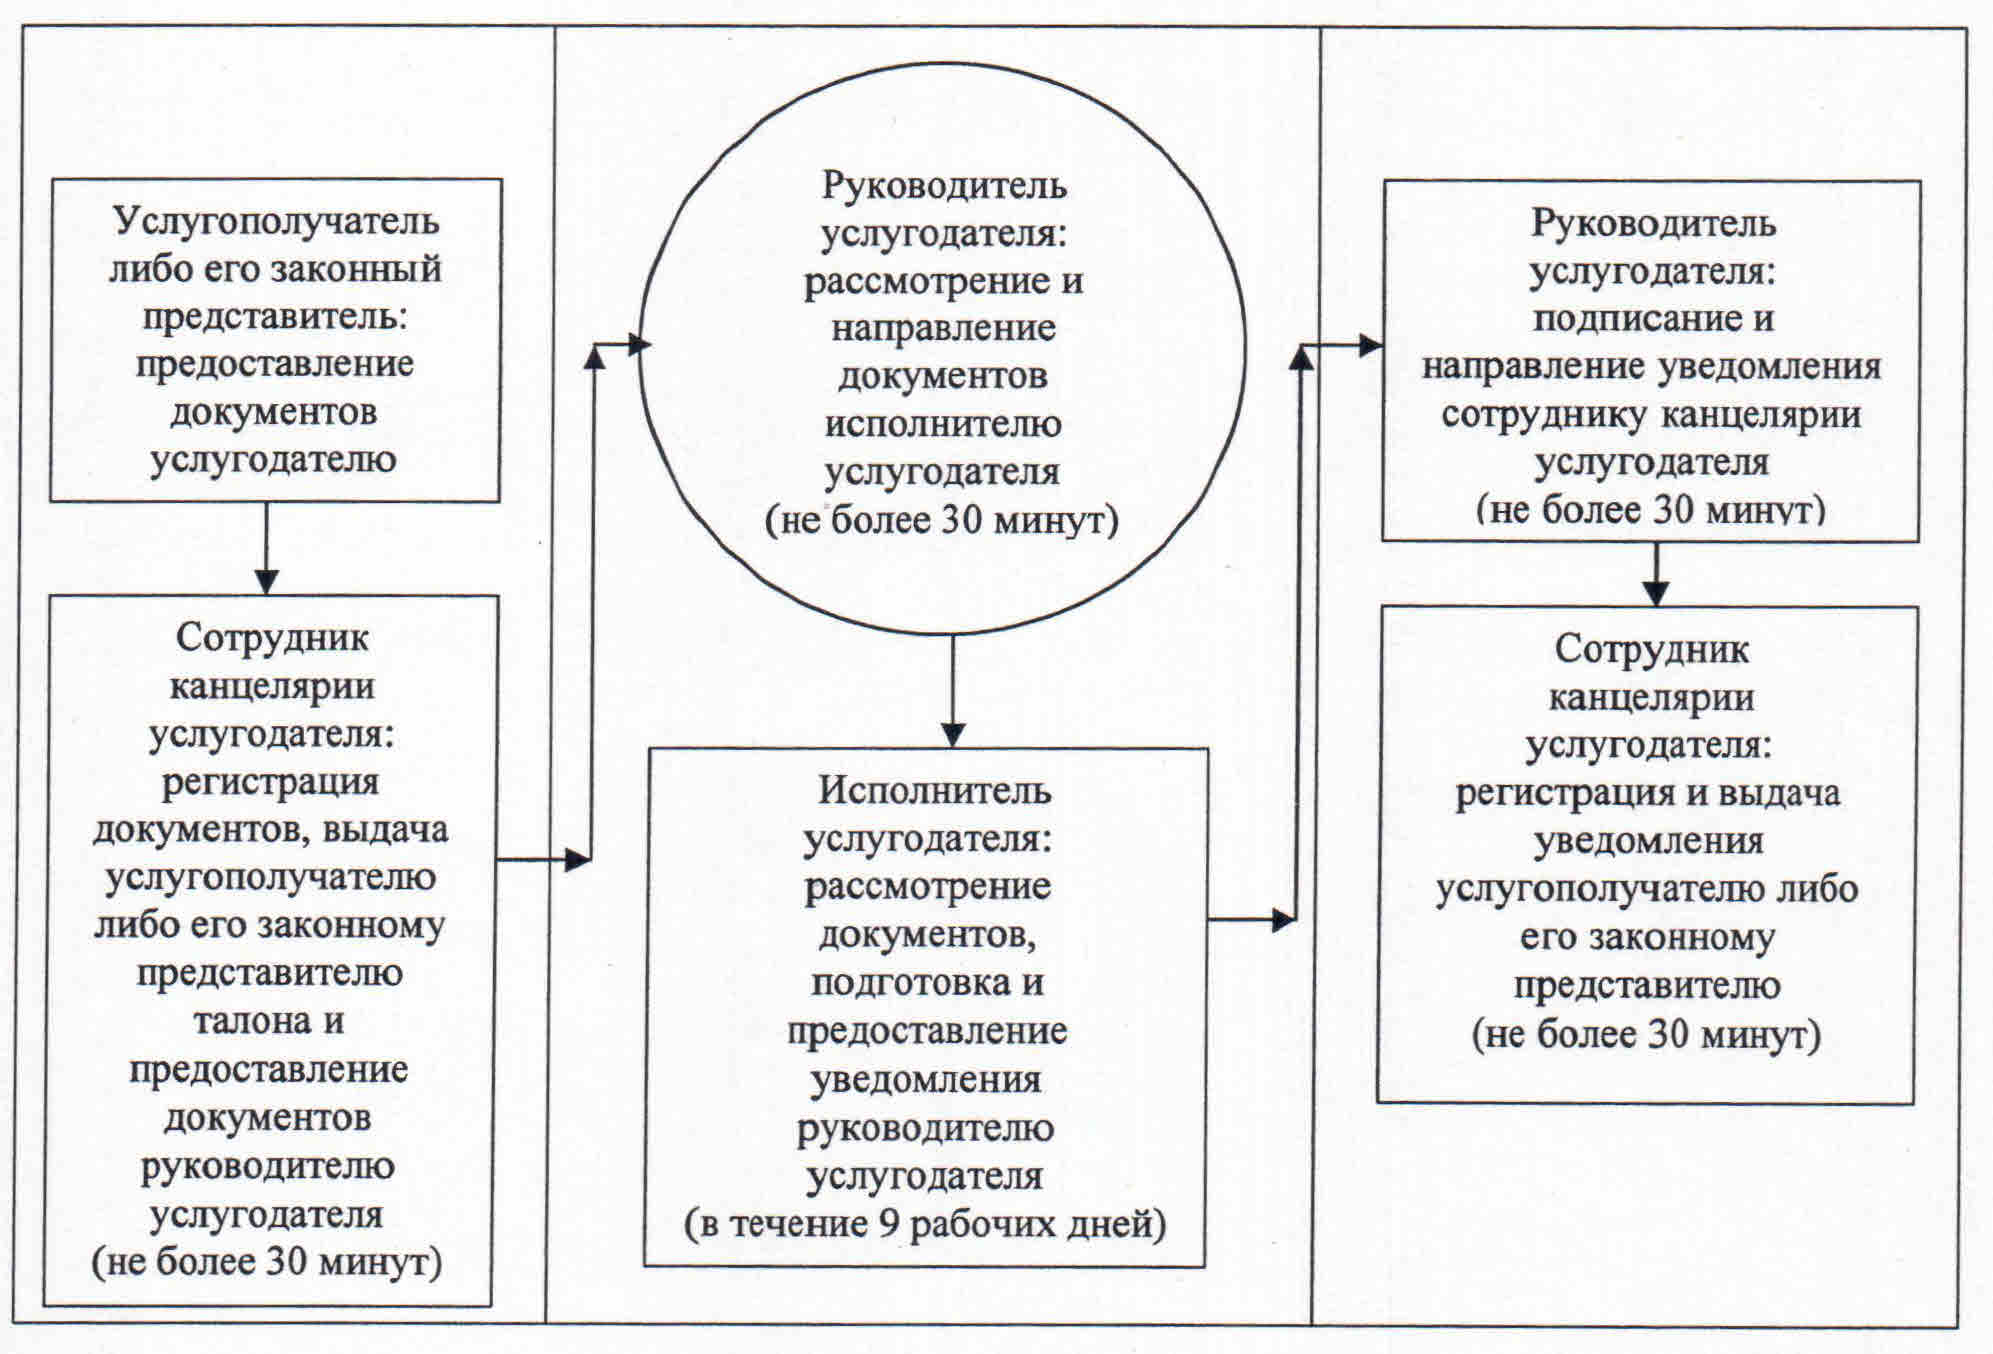 Услугополучатель
либо его законный
представитель:
предоставление
документов
услугодателю
Сотрудник
канцелярии
услугодателя:
регистрация
документов, выдача
услугополучателю
либо его законному
представителю
талона и
предоставление
документов
руководителю
услугодателя
(не более 30 минут)
Руководитель
услугодателя:
рассмотрение и
направление
документов
исполнителю
услугодателя
(не более 30 минут)
Исполнитель
услугодателя:
рассмотрение
документов,
подготовка и
предоставление
уведомления
руководителю
услугодателя
(в течение 9 рабочих дней)
Руководитель
услугодателя:
подписание и
направление уведомления
сотруднику канцелярии
услугодателя
(не более 30 минут)
Сотрудник
канцелярии
услугодателя:
регистрация и выдача
уведомления
услугополучателю либо
его законному
представителю
(не более 30 минут)